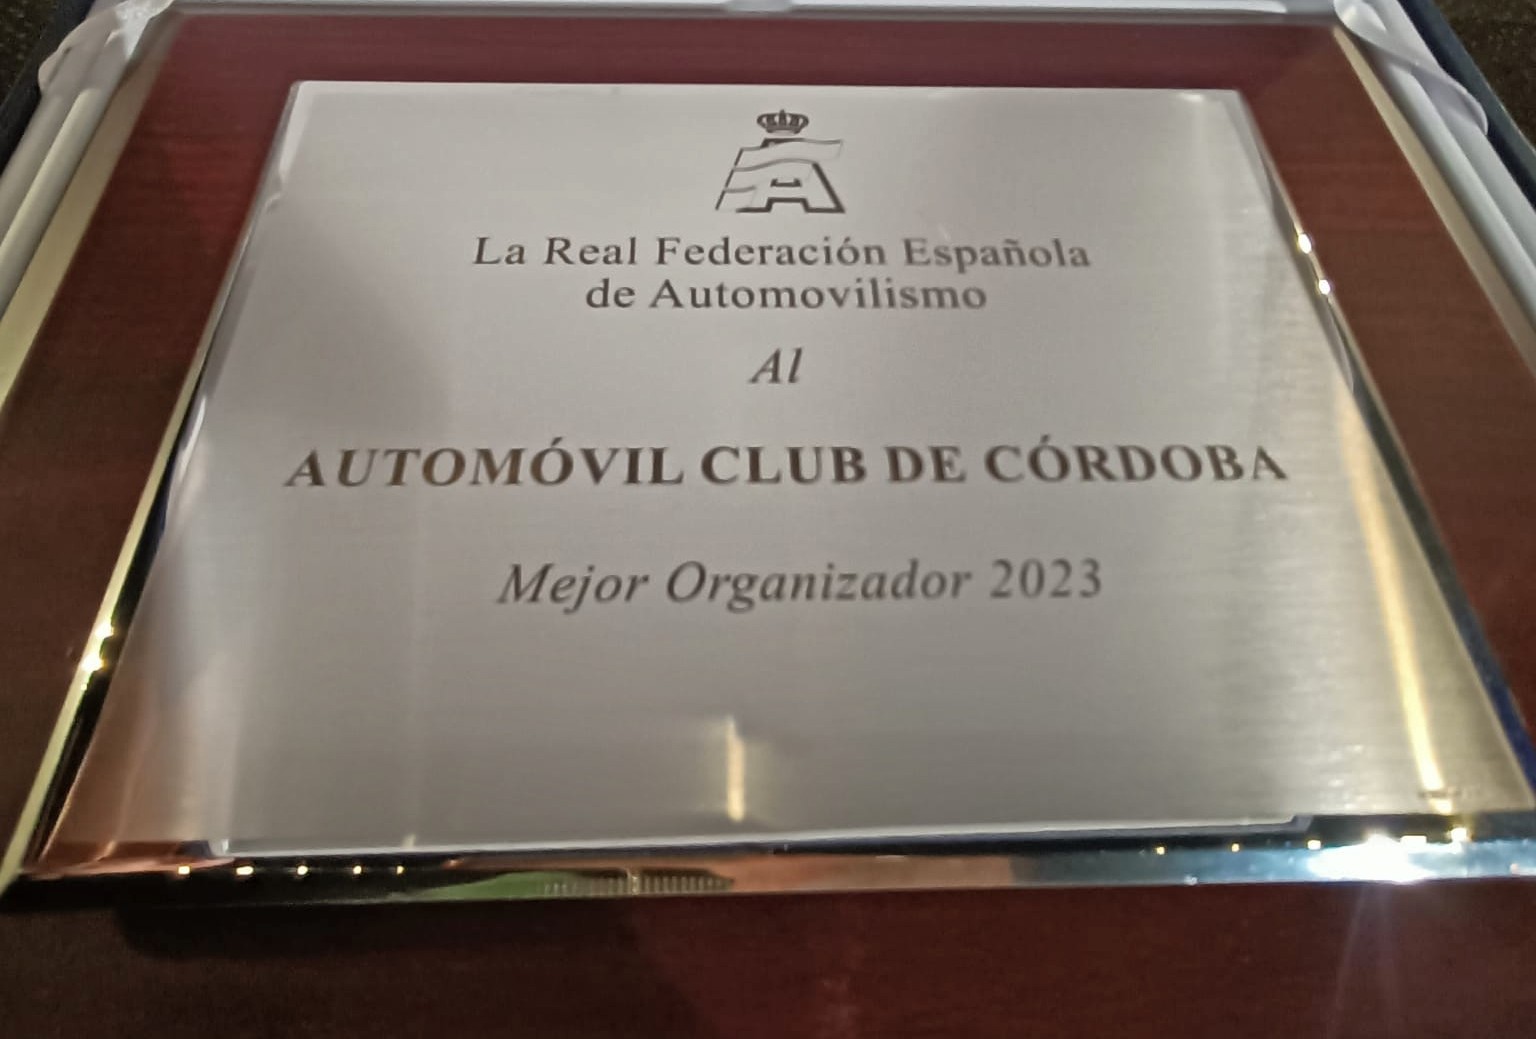 La Real Federación Española
de Automovilismo
Al
AUTOMÓVIL CLUB DE CÓRDOBA
Mejor Organizador 2023